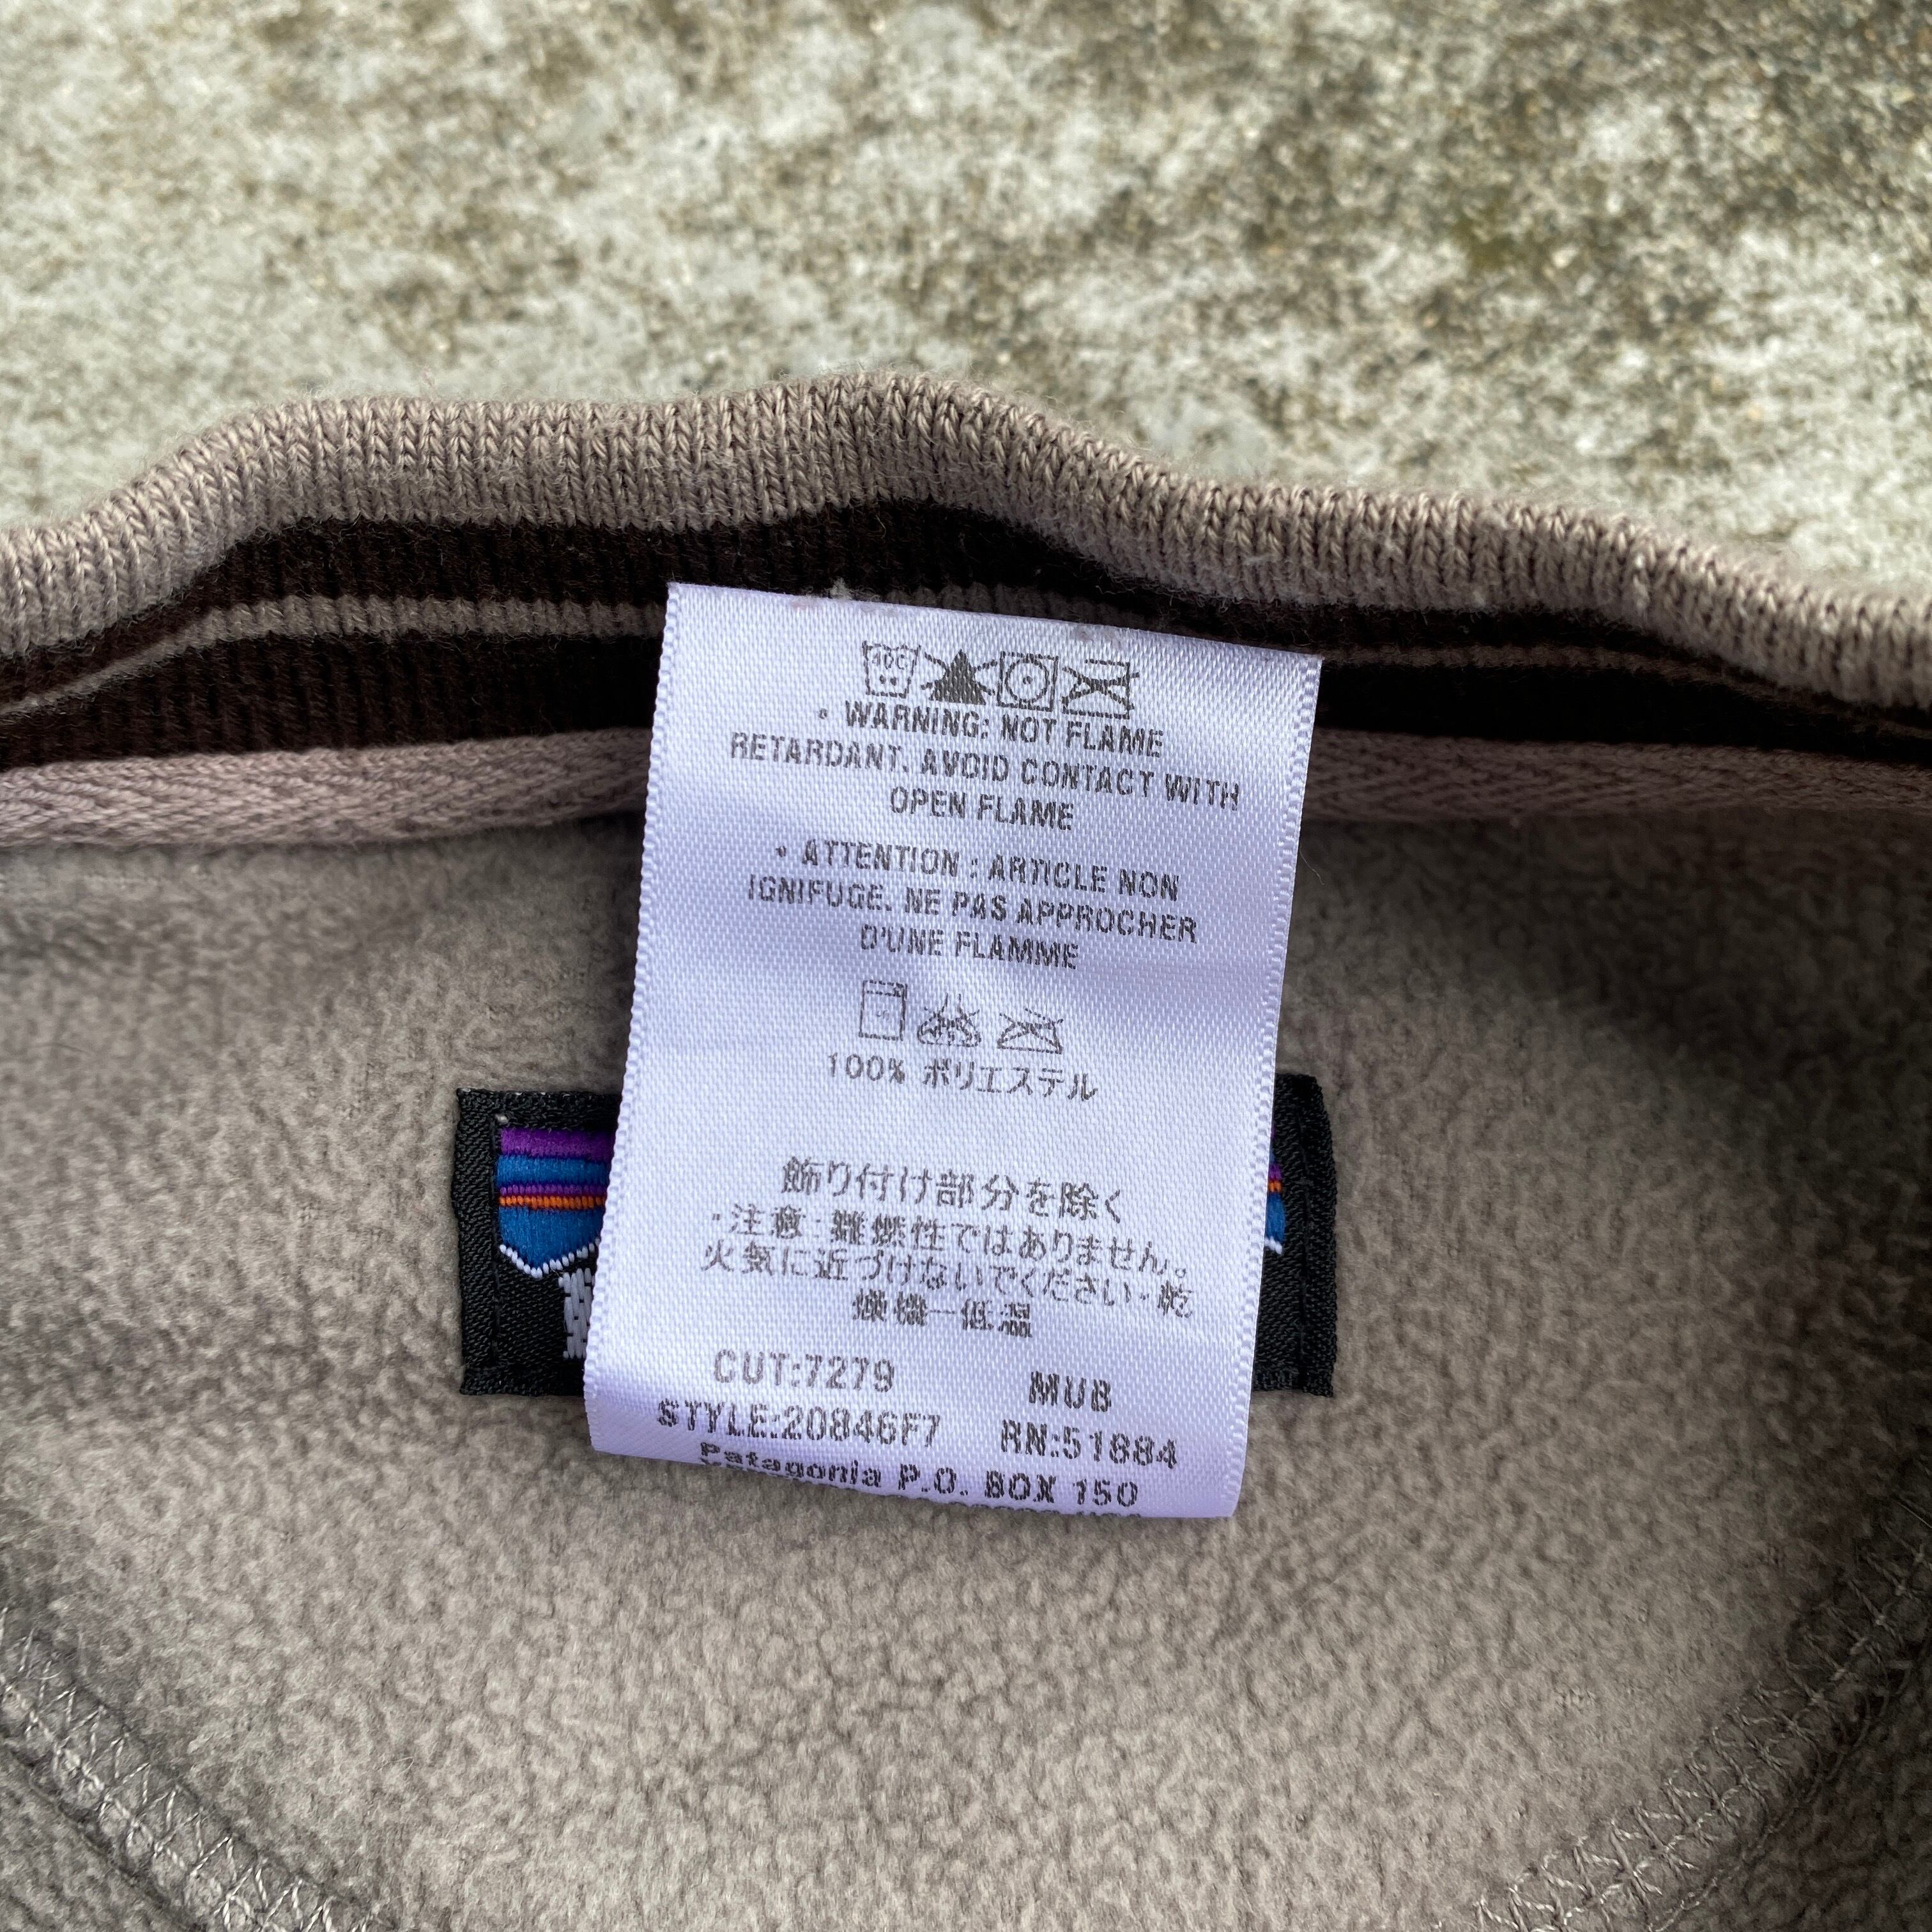 40C
• WARNING: NOT FLAME
RETARDANT. AVOID CONTACT WITH
OPEN FLAME
• ATTENTION : ARTICLE NON
IGNIFUGE. NE PAS APPROCHER
D'UNE FLAMME
100% ポリエステル
飾り付け部分を除く
・注意：難燃性ではありません。
火気に近づけないでください・乾
燥機－低温
CUT:7279 MUB
STYLE:20846F7 RN:51884
Patagonia P.O. BOX 150